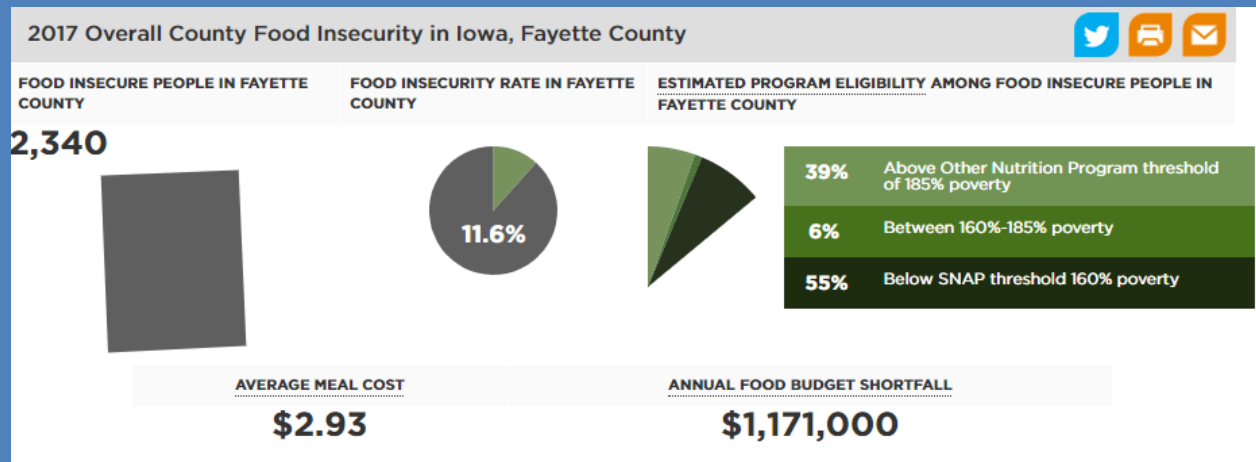 2017 Overall County Food Insecurity in Iowa, Fayette County
FOOD INSECURE PEOPLE IN FAYETTE
COUNTY
2,340
FOOD INSECURITY RATE IN FAYETTE
COUNTY
11.6%
ESTIMATED PROGRAM ELIGIBILITY AMONG FOOD INSECURE PEOPLE IN
FAYETTE COUNTY
39% Above Other Nutrition Program threshold
of 185% poverty
6% Between 160%-185% poverty
55% Below SNAP threshold 160% poverty
AVERAGE MEAL COST
$2.93
ANNUAL FOOD BUDGET SHORTFALL
$1,171,000